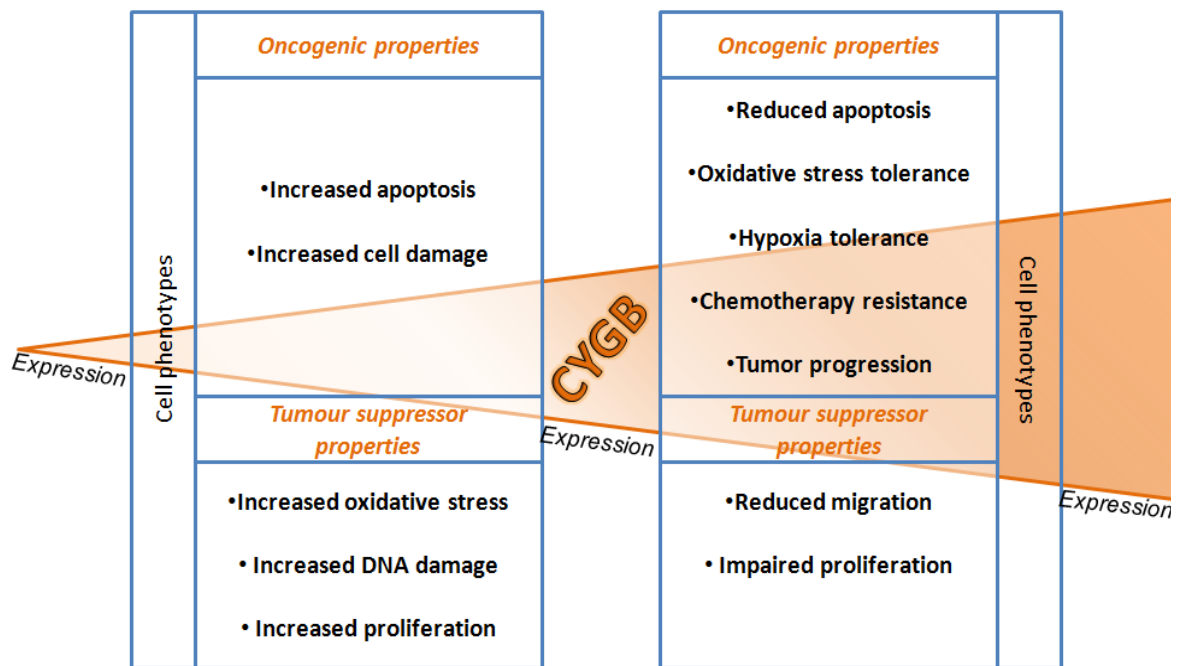 Oncogenic properties
•Increased apoptosis
•Increased cell damage
Tumour suppressor
properties
•Increased oxidative stress
• Increased DNA damage
• Increased proliferation
Cell phenotypes
Expression
CYGB
Expression
Oncogenic properties
•Reduced apoptosis
•Oxidative stress tolerance
•Hypoxia tolerance
•Chemotherapy resistance
•Tumor progression
Tumour suppressor
properties
•Reduced migration
• Impaired proliferation
Cell phenotypes
Expression